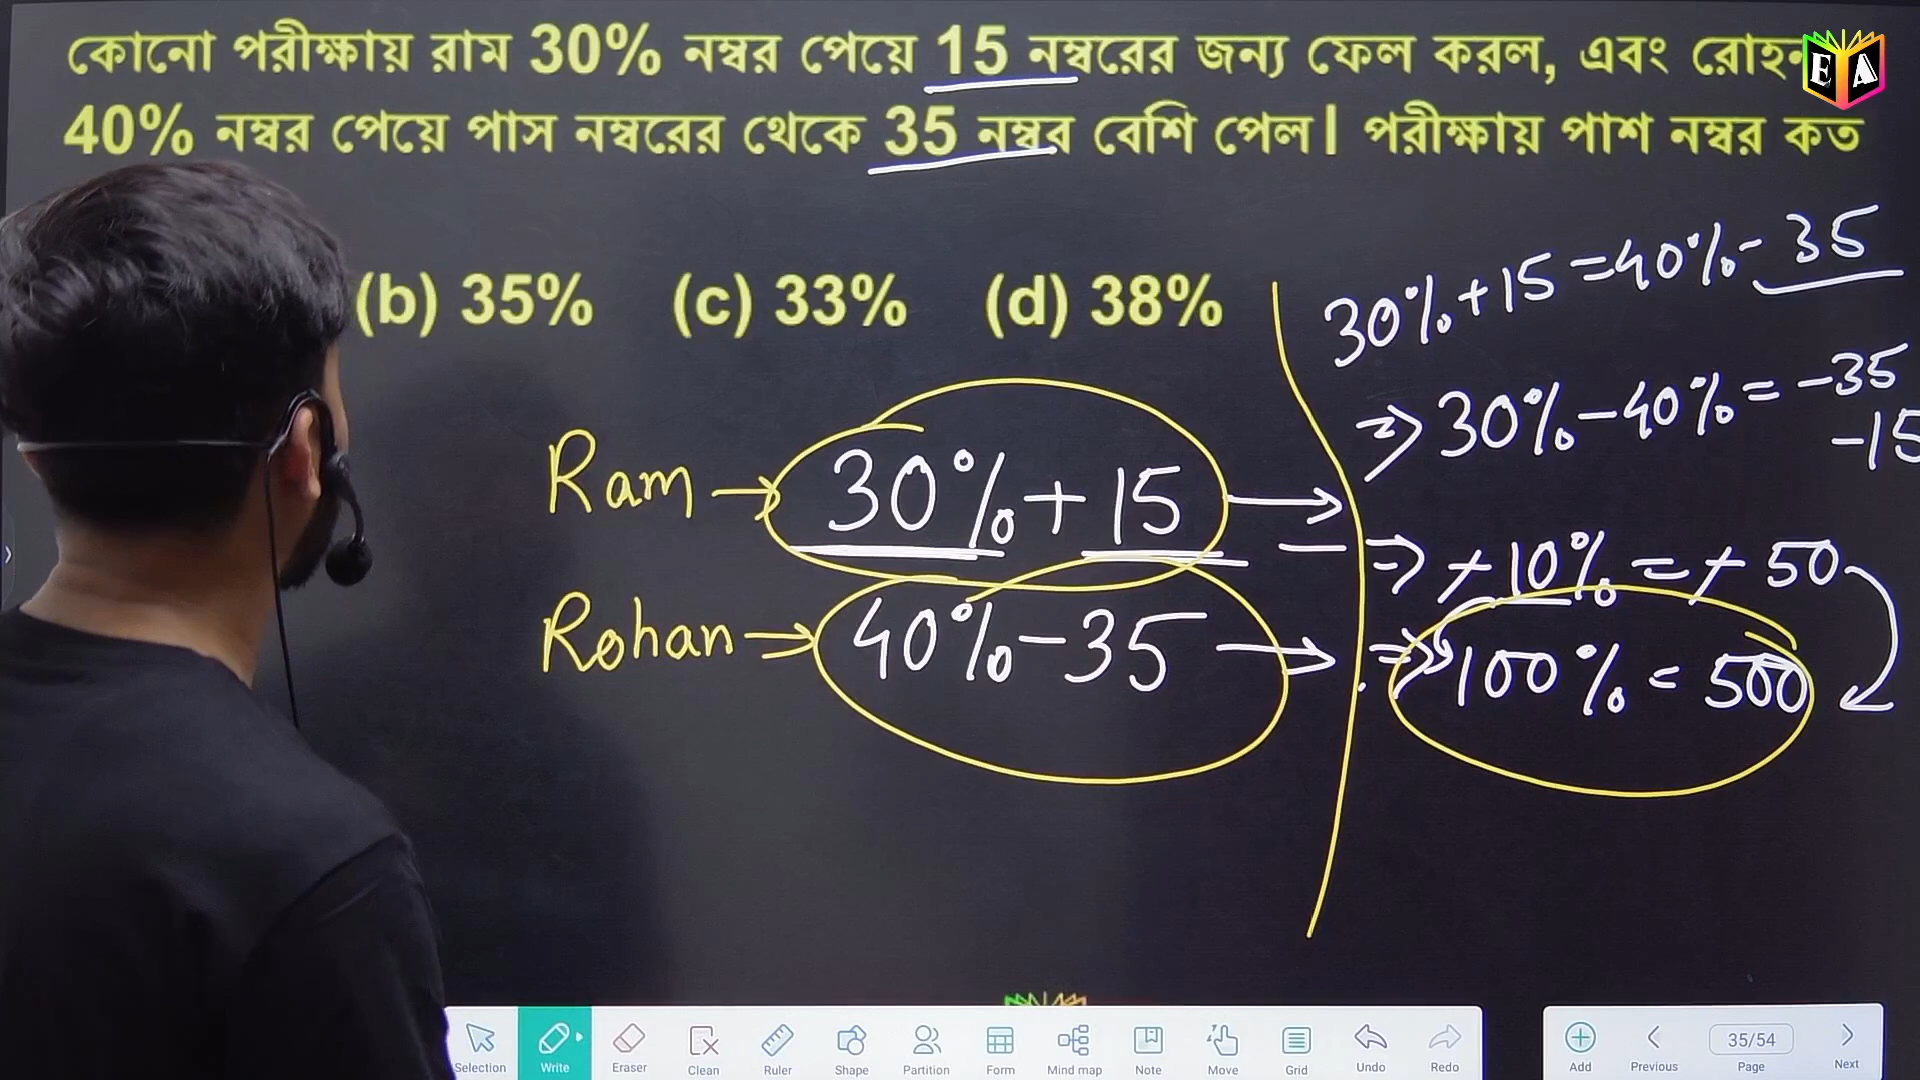 কোনো পরীক্ষায় রাম 30% নম্বর পেয়ে 15 নম্বরের জন্য ফেল করল, এবং রোহন
40% নম্বর পেয়ে পাস নম্বরের থেকে 35 নম্বর বেশি পেল। পরীক্ষায় পাশ নম্বর কত
EA
(b) 35% (c) 33% (d) 38%
Ram → 30% + 15 →
Rohan → 40% - 35 →
30% + 15 = 40% - 35
⇒ 30% - 40% = -35
-15
⇒ +10% = + 50
⇒ 100% = 500
Selection Write Eraser Clean Ruler Shape Partition Form Mind map Note Move Grid Undo Redo
Add Previous 35/54 Page Next